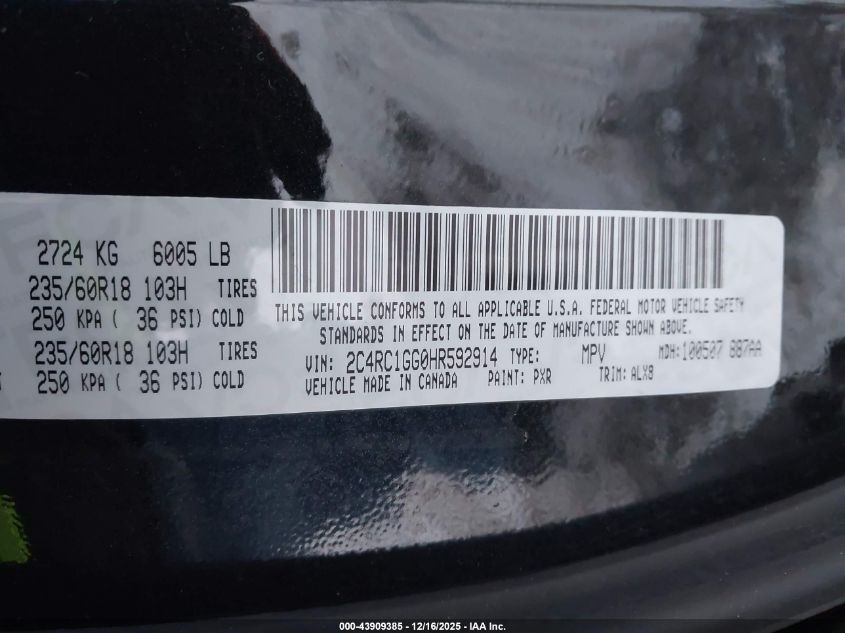 2724 KG 6005 LB
235/60R18 103H TIRES
250 KPA ( 36 PSI) COLD
235/60R18 103H TIRES
250 KPA ( 36 PSI) COLD
THIS VEHICLE CONFORMS TO ALL APPLICABLE U.S.A. FEDERAL MOTOR VEHICLE SAFETY
STANDARDS IN EFFECT ON THE DATE OF MANUFACTURE SHOWN ABOVE.
VIN: 2C4RC1GG0HR592914 TYPE: MPV MDH:100507 887AA
VEHICLE MADE IN CANADA PAINT: PXR TRIM: ALX9
000-43909385 - 12/16/2025 - IAA Inc.